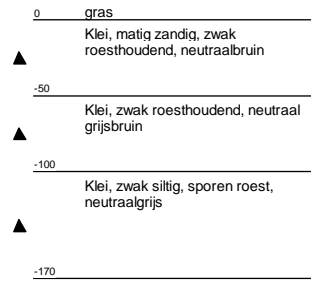 0 gras
Klei, matig zandig, zwak
roesthoudend, neutraalbruin
-50
Klei, zwak roesthoudend, neutraal
grijsbruin
-100
Klei, zwak siltig, sporen roest,
neutraalgrijs
-170